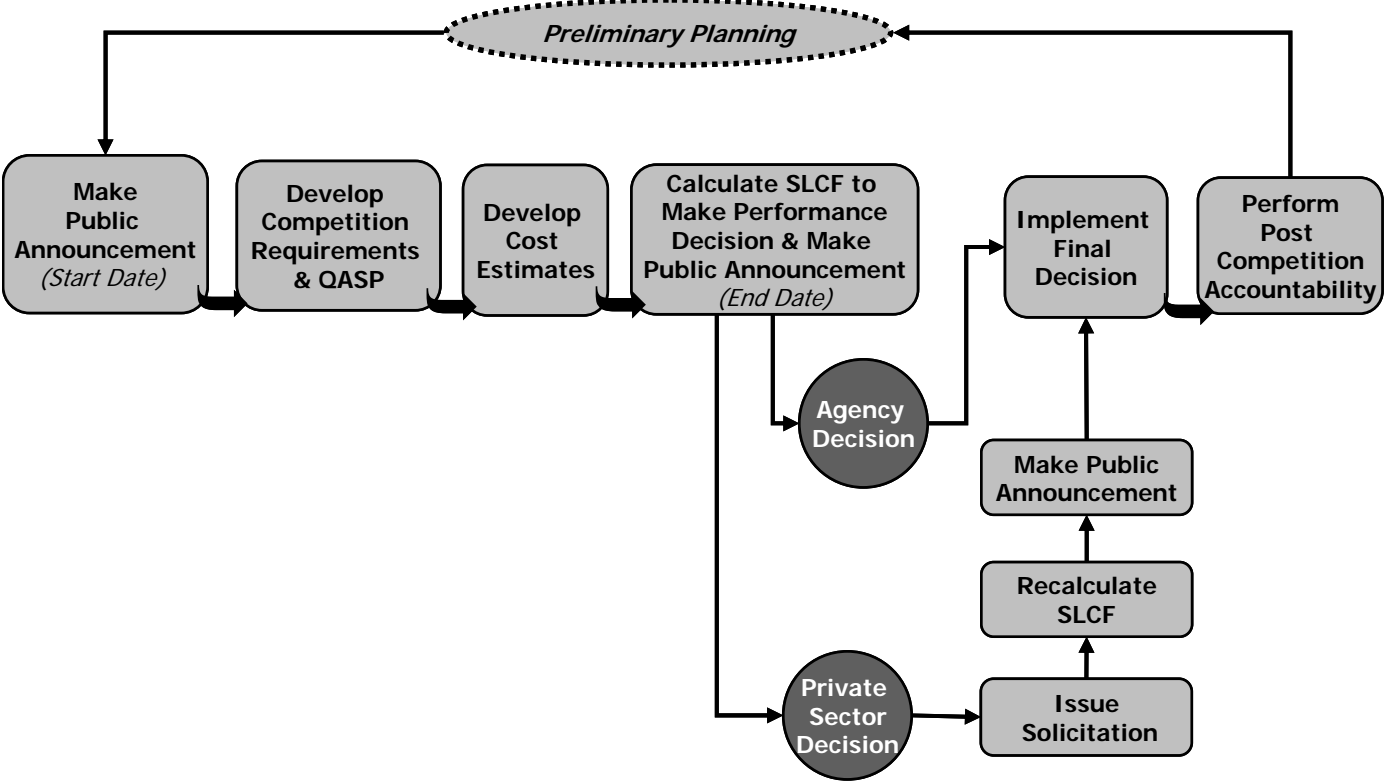 Preliminary Planning
Make
Public
Announcement
(Start Date)
Develop
Competition
Requirements
& QASP
Develop
Cost
Estimates
Calculate SLCF to
Make Performance
Decision & Make
Public Announcement
(End Date)
Implement
Final
Decision
Perform
Post
Competition
Accountability
Agency
Decision
Make Public
Announcement
Recalculate
SLCF
Private
Sector
Decision
Issue
Solicitation